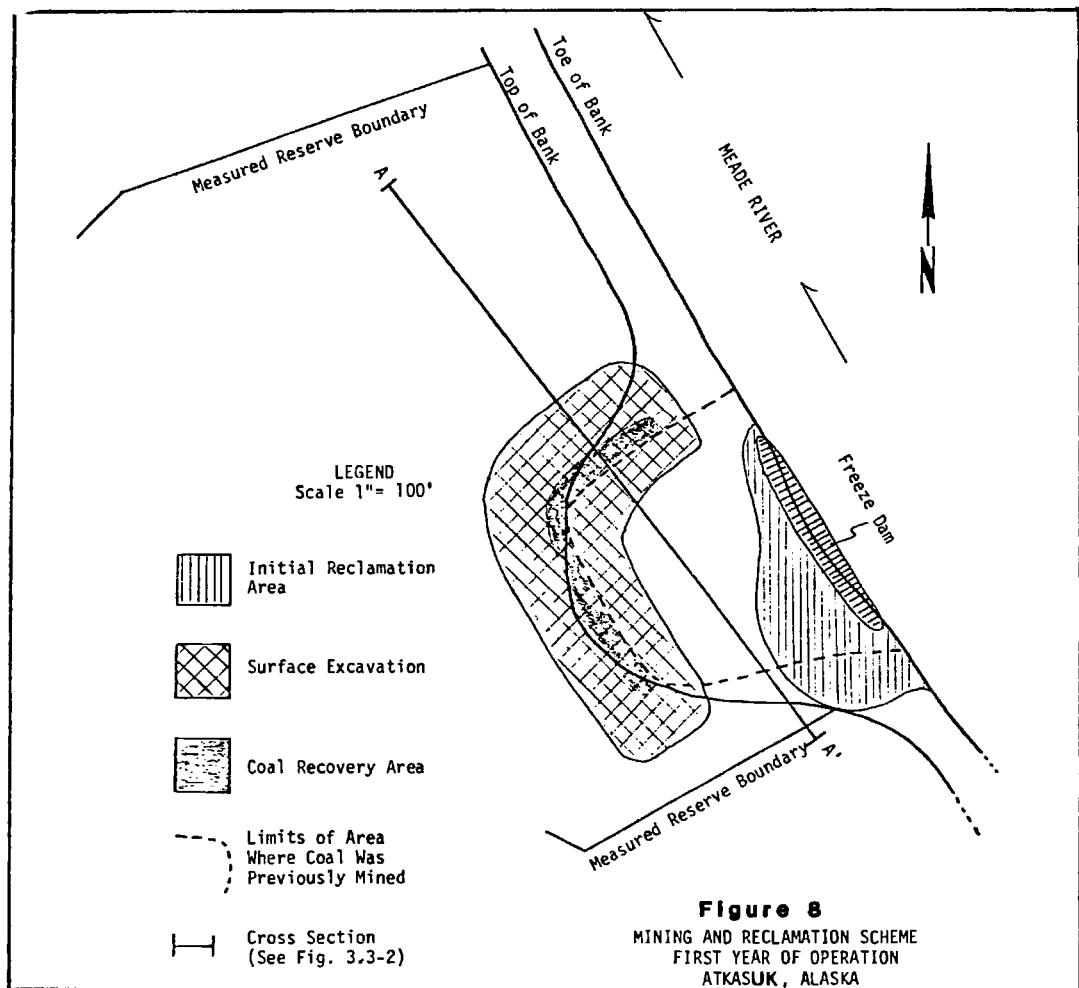 Top of Bank
Toe of Bank
Measured Reserve Boundary
A
MEADE RIVER
N
Freeze Dam
LEGEND
Scale 1"= 100'
Initial Reclamation
Area
Surface Excavation
Coal Recovery Area
Limits of Area
Where Coal Was
Previously Mined
Cross Section
(See Fig. 3.3-2)
A'
Measured Reserve Boundary
Figure 8
MINING AND RECLAMATION SCHEME
FIRST YEAR OF OPERATION
ATKASUK, ALASKA